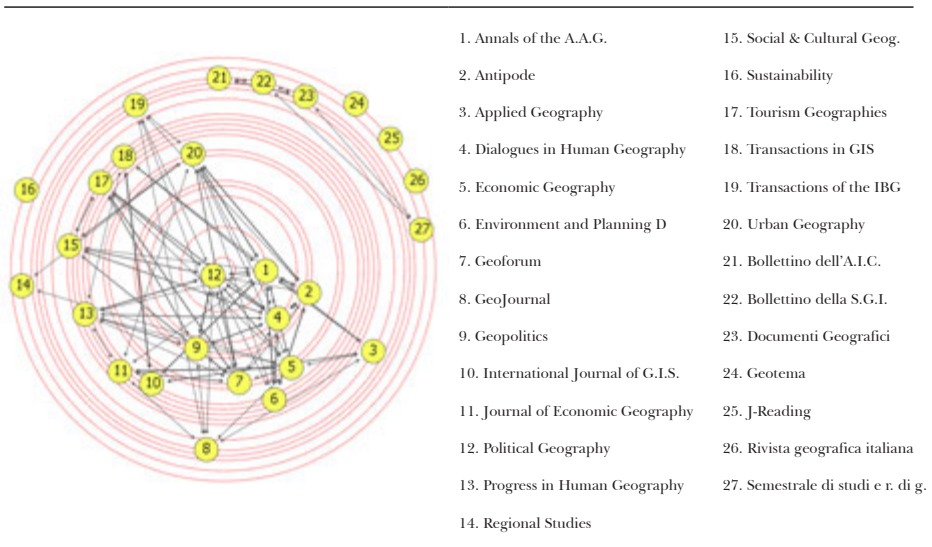 1. Annals of the A.A.G.
2. Antipode
3. Applied Geography
4. Dialogues in Human Geography
5. Economic Geography
6. Environment and Planning D
7. Geoforum
8. GeoJournal
9. Geopolitics
10. International Journal of G.I.S.
11. Journal of Economic Geography
12. Political Geography
13. Progress in Human Geography
14. Regional Studies
15. Social & Cultural Geog.
16. Sustainability
17. Tourism Geographies
18. Transactions in GIS
19. Transactions of the IBG
20. Urban Geography
21. Bollettino dell'A.I.C.
22. Bollettino della S.G.I.
23. Documenti Geografici
24. Geotema
25. J-Reading
26. Rivista geografica italiana
27. Semestrale di studi e r. di g.
21
22
23
24
19
25
20
18
17
26
16
27
15
12
1
14
2
13
4
9
3
5
11
10
7
6
8